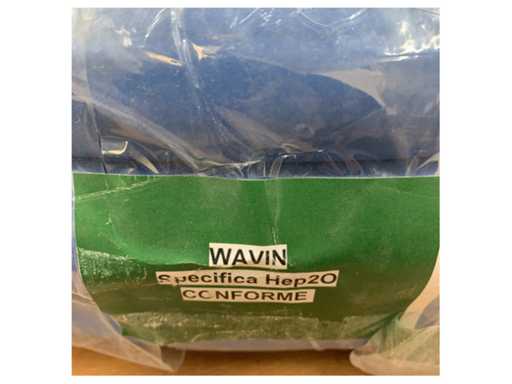 WAVIN
Specifica Hep2O
CONFORME